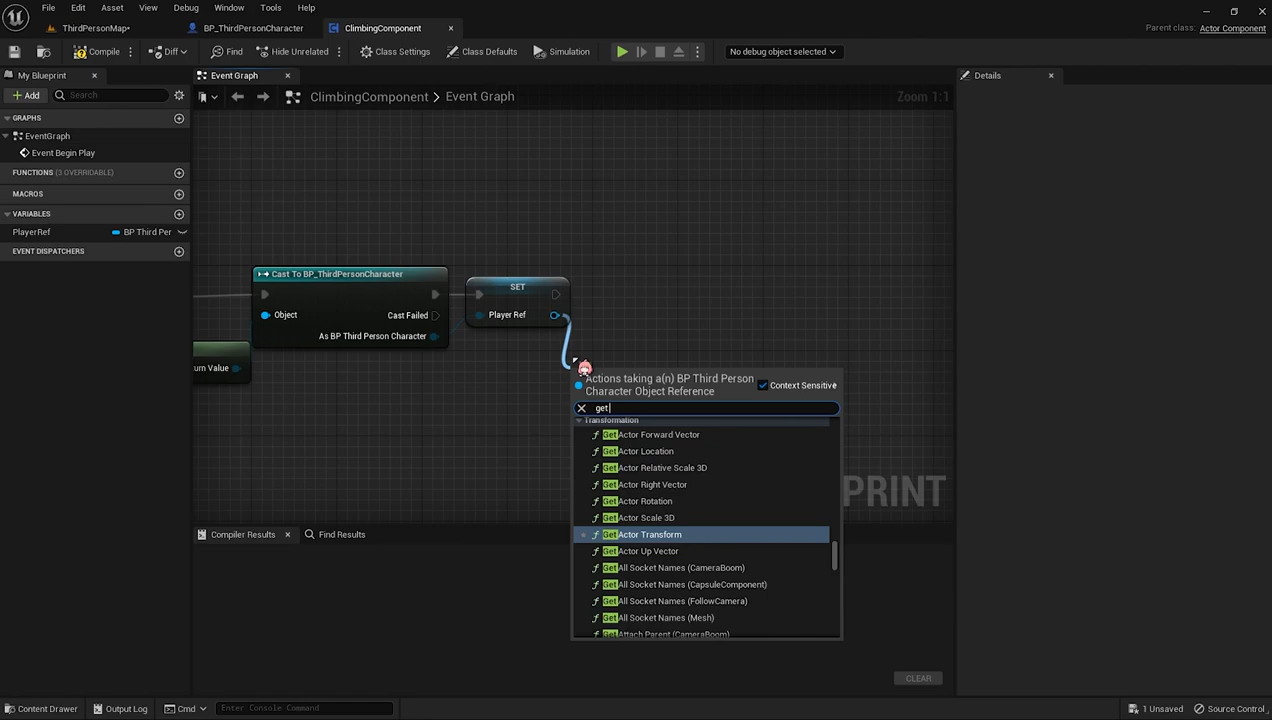 File Edit Asset View Debug Window Tools Help
ThirdPersonMap* BP_ThirdPersonCharacter ClimbingComponent Parent class: Actor Component
Compile Diff Find Hide Unrelated Class Settings Class Defaults Simulation No debug object selected
My Blueprint Event Graph Details
Add Search ClimbingComponent > Event Graph Zoom 1:1
GRAPHS
EventGraph
Event Begin Play
FUNCTIONS (3 OVERRIDABLE)
MACROS
VARIABLES
PlayerRef BP Third Per
EVENT DISPATCHERS
Cast To BP_ThirdPersonCharacter
Object Cast Failed
As BP Third Person Character
urn Value
SET
Player Ref
Actions taking a(n) BP Third Person
Character Object Reference
Context Sensitive
get
Transformation
Get Actor Forward Vector
Get Actor Location
Get Actor Relative Scale 3D
Get Actor Right Vector
Get Actor Rotation
Get Actor Scale 3D
Get Actor Transform
Get Actor Up Vector
Get All Socket Names (CameraBoom)
Get All Socket Names (CapsuleComponent)
Get All Socket Names (FollowCamera)
Get All Socket Names (Mesh)
Get Attach Parent (CameraBoom)
PRINT
Compiler Results Find Results
CLEAR
Content Drawer Output Log Cmd Enter Console Command 1 Unsaved Source Control